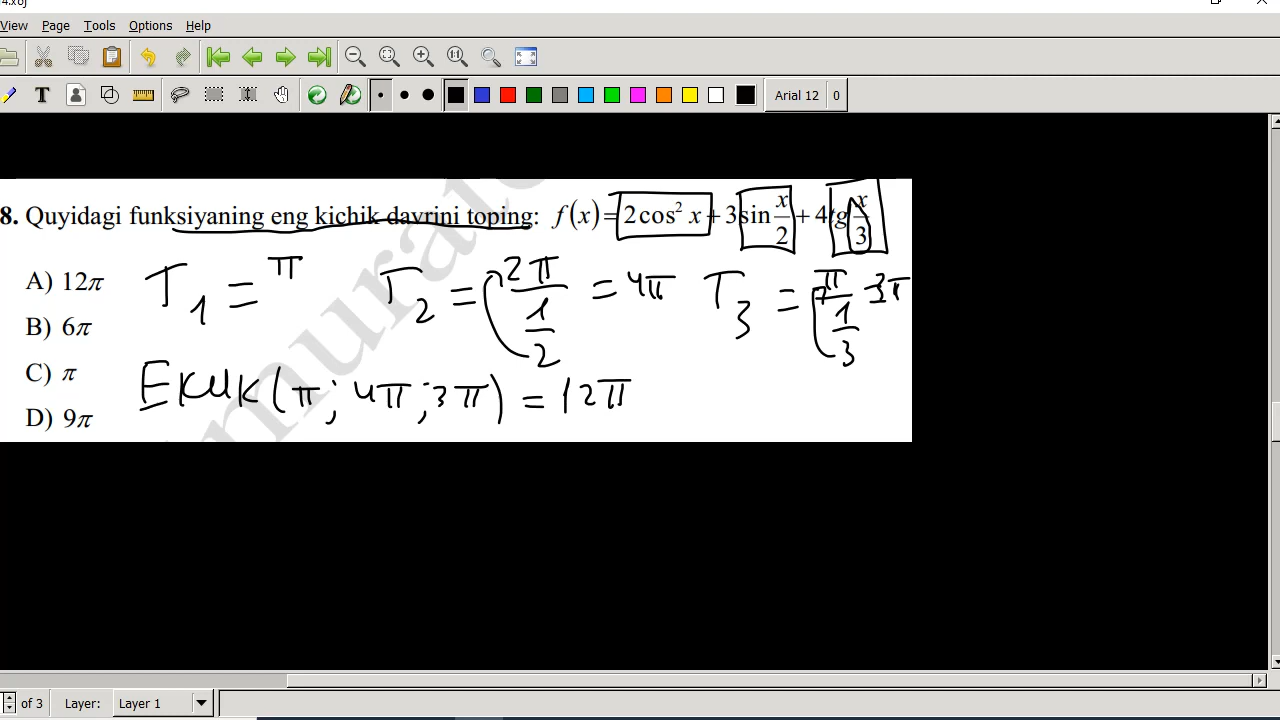 4.xoj
View Page Tools Options Help
Arial 12 0
8. Quyidagi funksiyaning eng kichik davrini toping: f(x) = 2cos² x + 3sin x/2 + 4tg x/3
A) 12π
B) 6π
C) π
D) 9π
T₁ = π T₂ = 2π/(1/2) = 4π T₃ = π/(1/3) = 3π
EKUK(π; 4π; 3π) = 12π
of 3 Layer: Layer 1